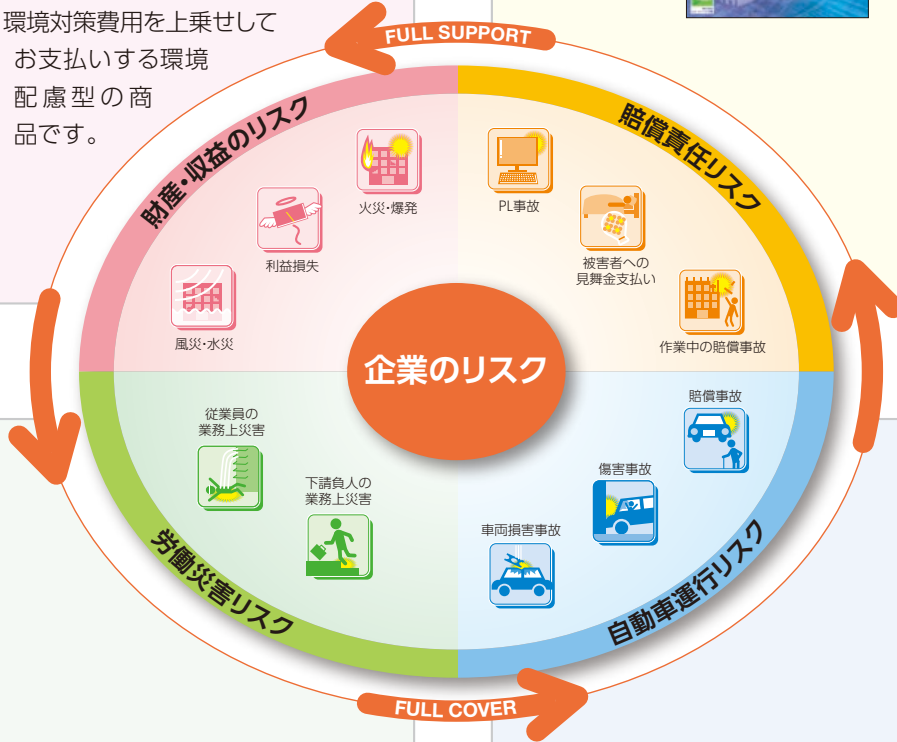 環境対策費用を上乗せして
お支払いする環境
配慮型の商
品です。
FULL SUPPORT
財産・収益のリスク
火災・爆発
利益損失
風災・水災
賠償責任リスク
PL事故
被害者への
見舞金支払い
作業中の賠償事故
企業のリスク
従業員の
業務上災害
下請負人の
業務上災害
労働災害リスク
賠償事故
傷害事故
車両損害事故
自動車運行リスク
FULL COVER